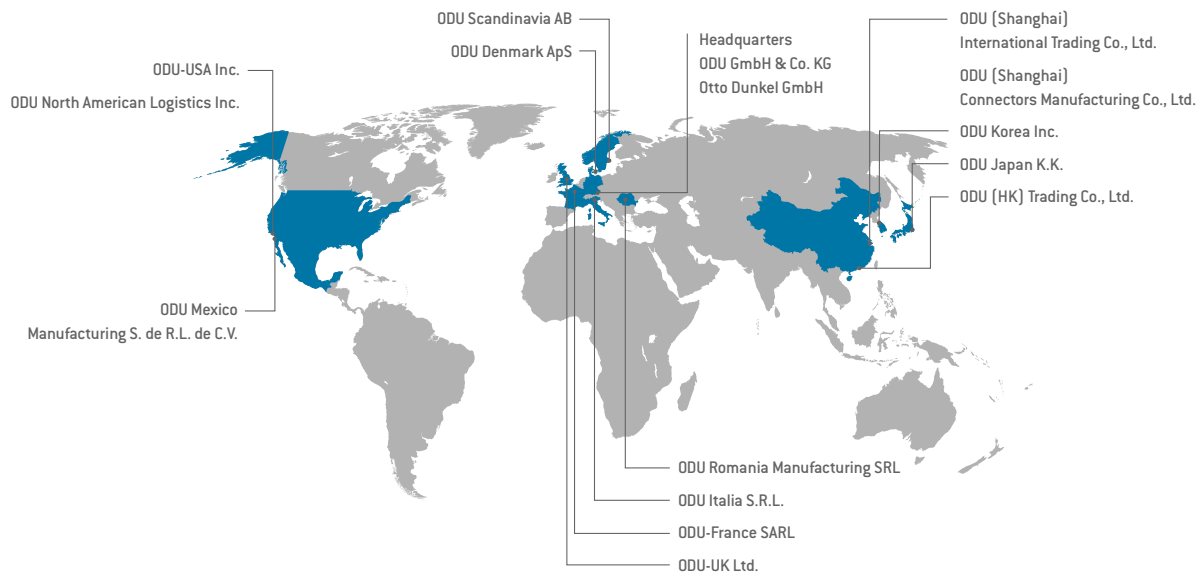 ODU Scandinavia AB
ODU Denmark ApS
ODU-USA Inc.
ODU North American Logistics Inc.
Headquarters
ODU GmbH & Co. KG
Otto Dunkel GmbH
ODU (Shanghai)
International Trading Co., Ltd.
ODU (Shanghai)
Connectors Manufacturing Co., Ltd.
ODU Korea Inc.
ODU Japan K.K.
ODU (HK) Trading Co., Ltd.
ODU Mexico
Manufacturing S. de R.L. de C.V.
ODU Romania Manufacturing SRL
ODU Italia S.R.L.
ODU-France SARL
ODU-UK Ltd.